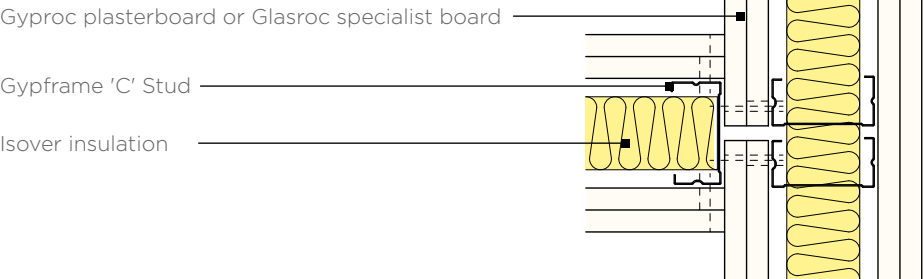 Gyproc plasterboard or Glasroc specialist board
Gypframe 'C' Stud
Isover insulation